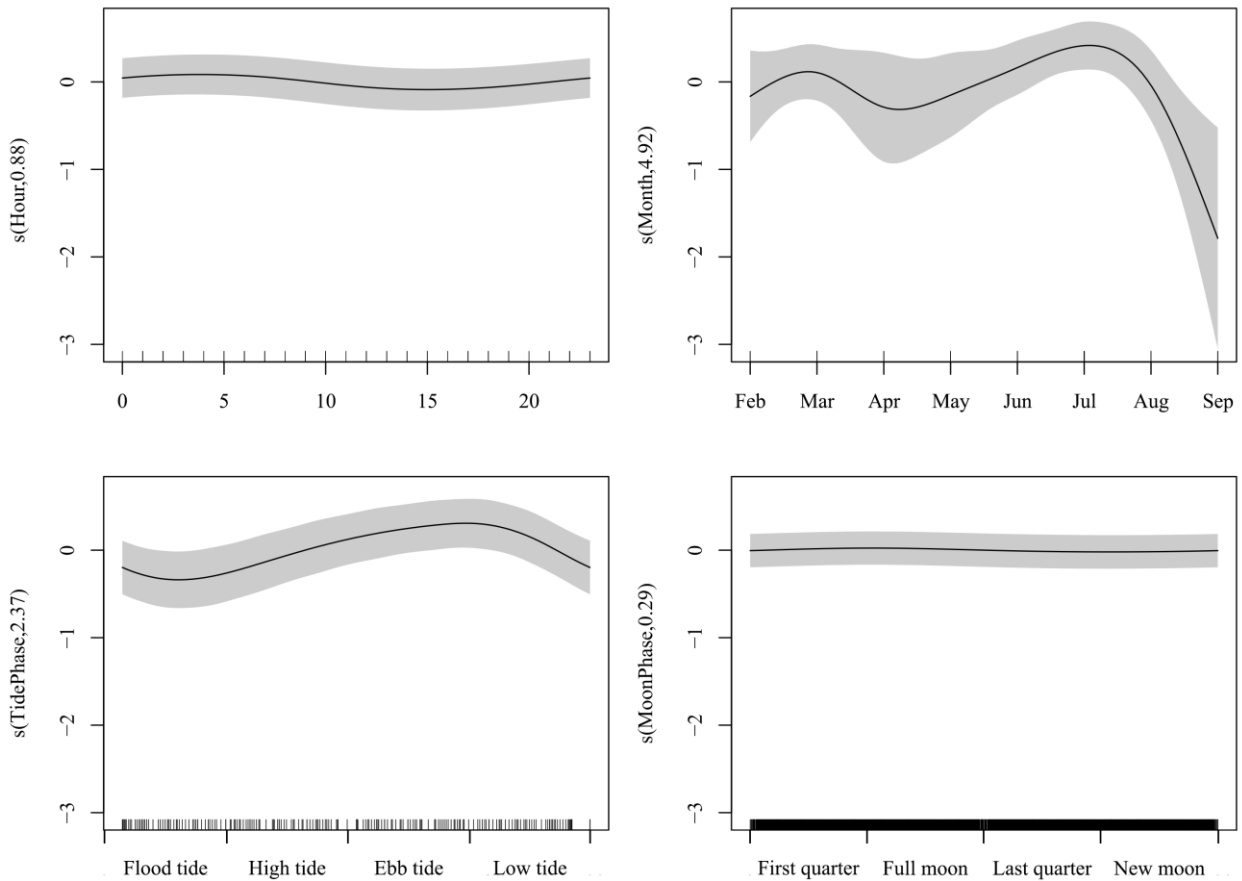 0
−1
−2
−3
s(Hour,0.88)
0 5 10 15 20
0
−1
−2
−3
s(Month,4.92)
Feb Mar Apr May Jun Jul Aug Sep
0
−1
−2
−3
s(TidePhase,2.37)
Flood tide High tide Ebb tide Low tide
0
−1
−2
−3
s(MoonPhase,0.29)
First quarter Full moon Last quarter New moon